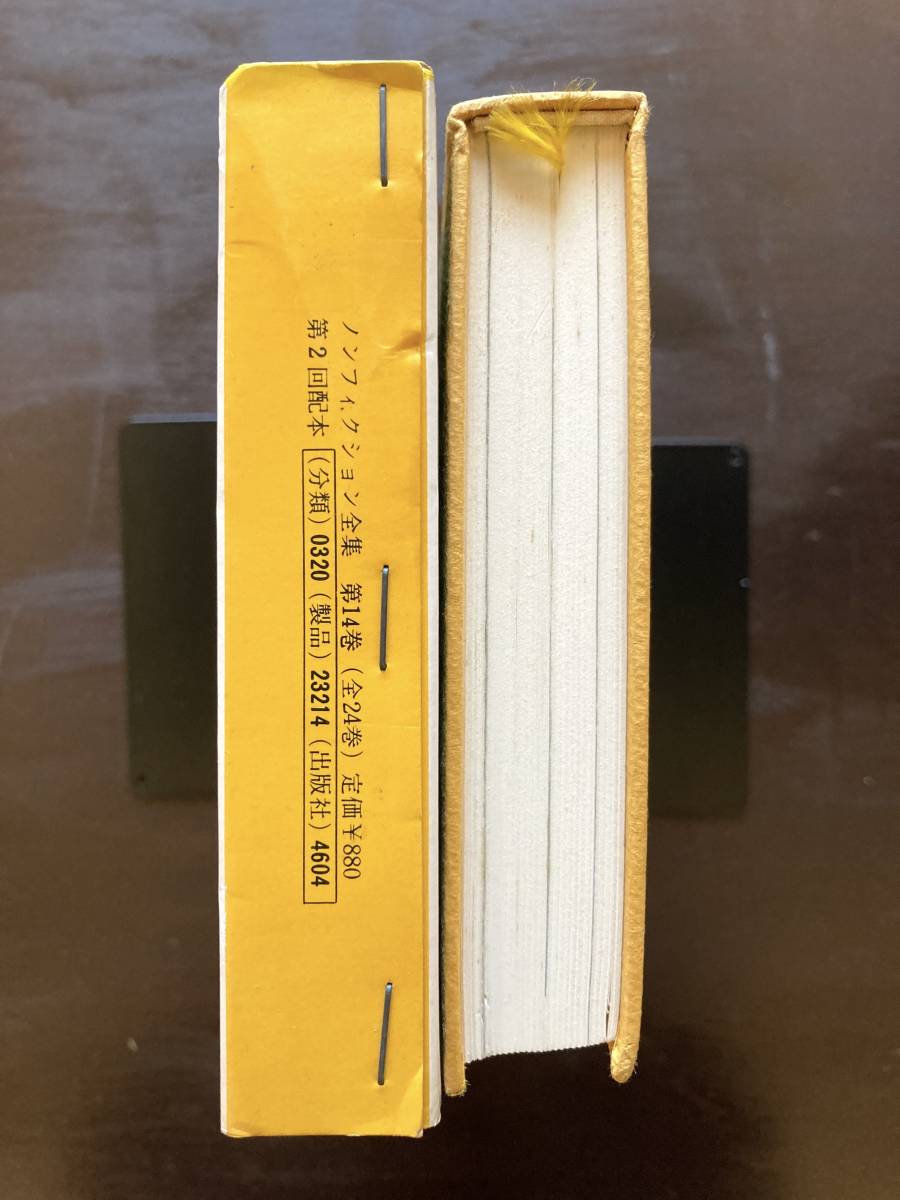 ノンフィクション全集 第14巻(全24巻)定価¥880
第2回配本(分類)0320(製品)23214(出版社)4604